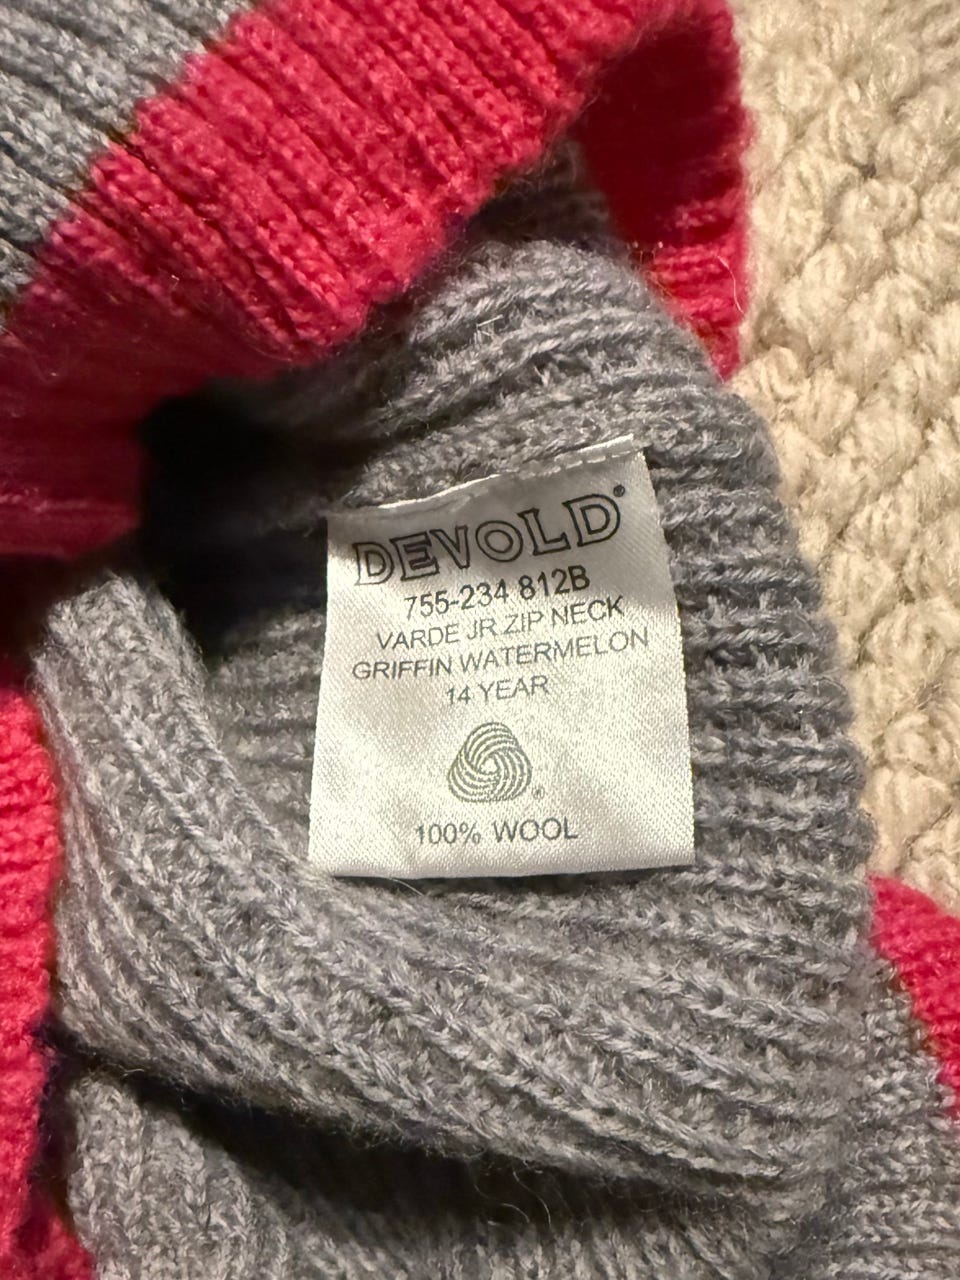 DEVOLD®
755-234 812B
VARDE JR.ZIP NECK
GRIFFIN WATERMELON
14 YEAR
®
100% WOOL